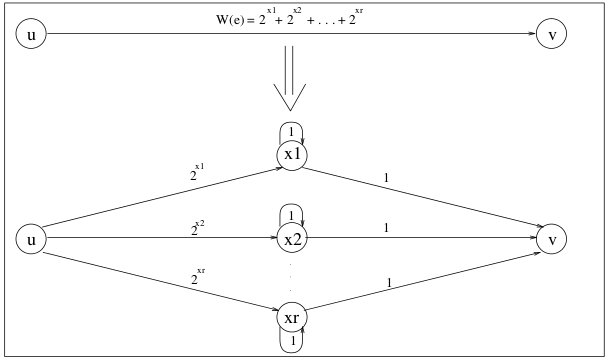 W(e) = 2^x1 + 2^x2 + . . . + 2^xr
u v
1
x1
2^x1 1
1
2^x2 1
u x2 v
2^xr 1
xr
1